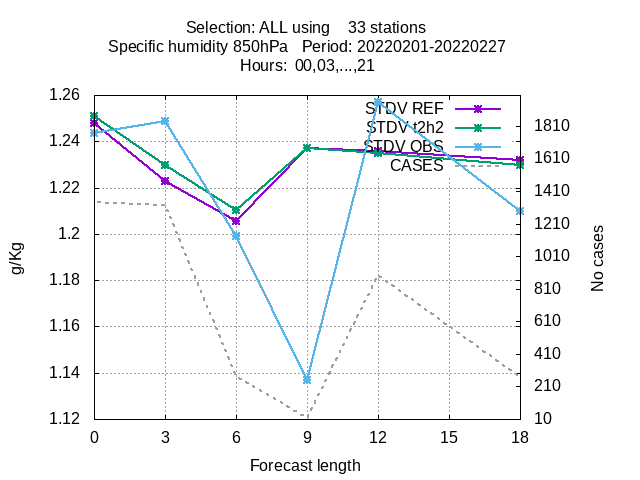 Selection: ALL using    33 stations
Specific humidity 850hPa   Period: 20220201-20220227
Hours:  00,03,...,21
STDV REF
STDV t2h2
STDV OBS
CASES
1.26
1.24
1.22
1.2
1.18
1.16
1.14
1.12
1810
1610
1410
1210
1010
810
610
410
210
10
g/Kg
No cases
0 3 6 9 12 15 18
Forecast length